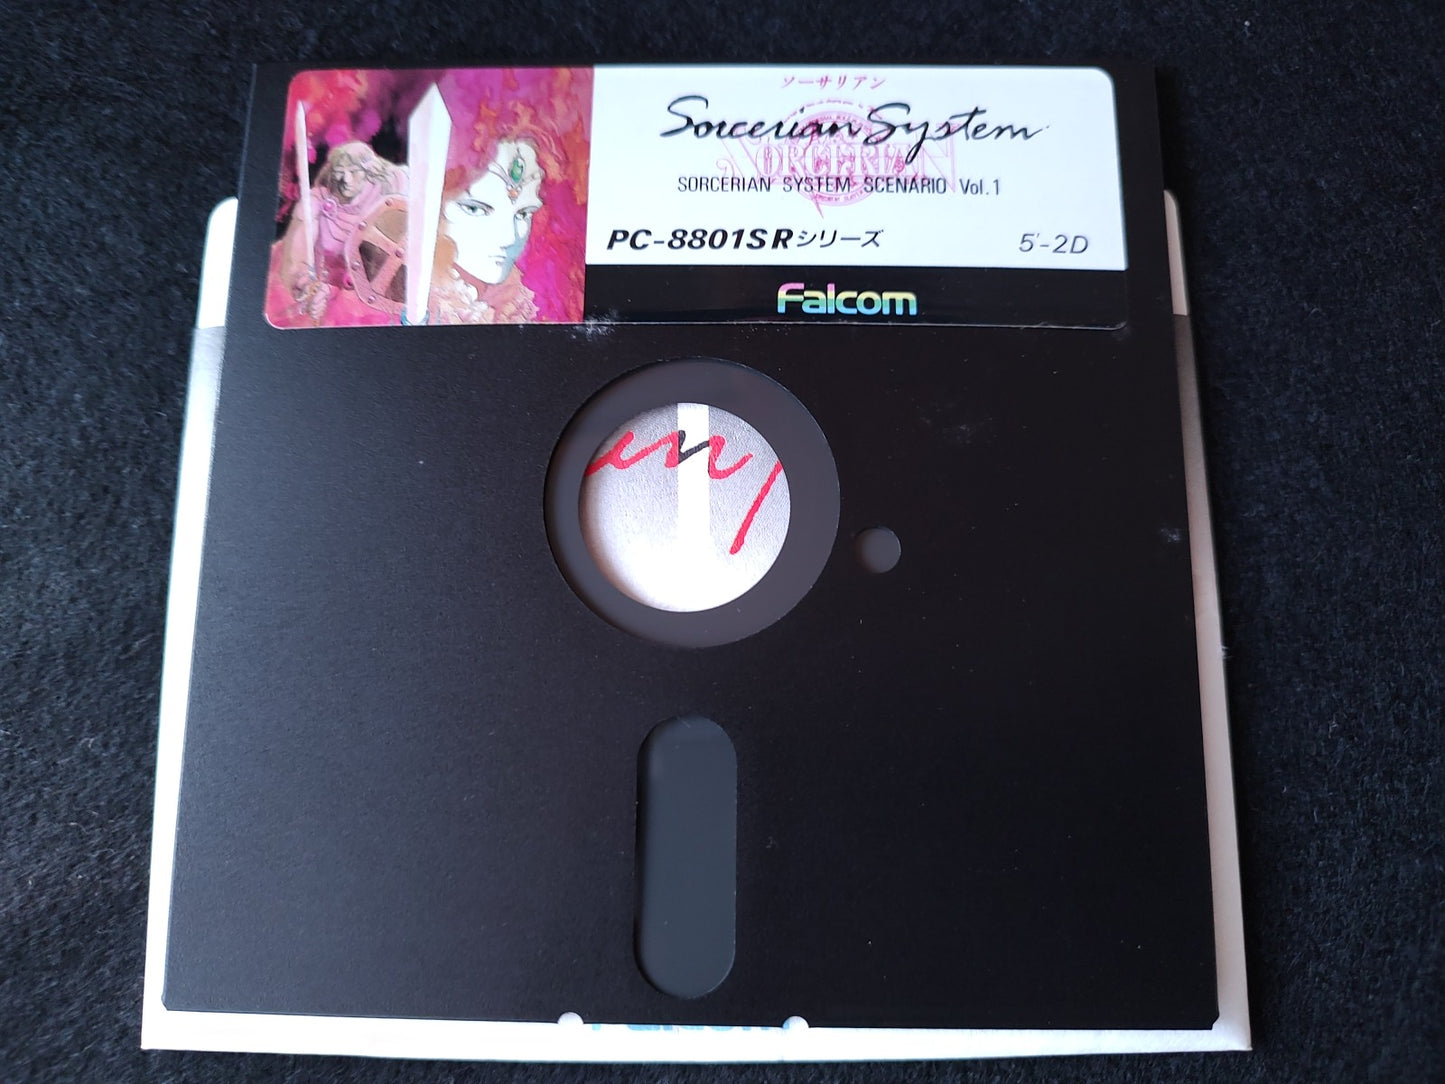 ソーサリアン
Sorcerian System
SORCERIAN
SORCERIAN SYSTEM SCENARIO Vol.1
PC-8801SRシリーズ 5"-2D
Falcom